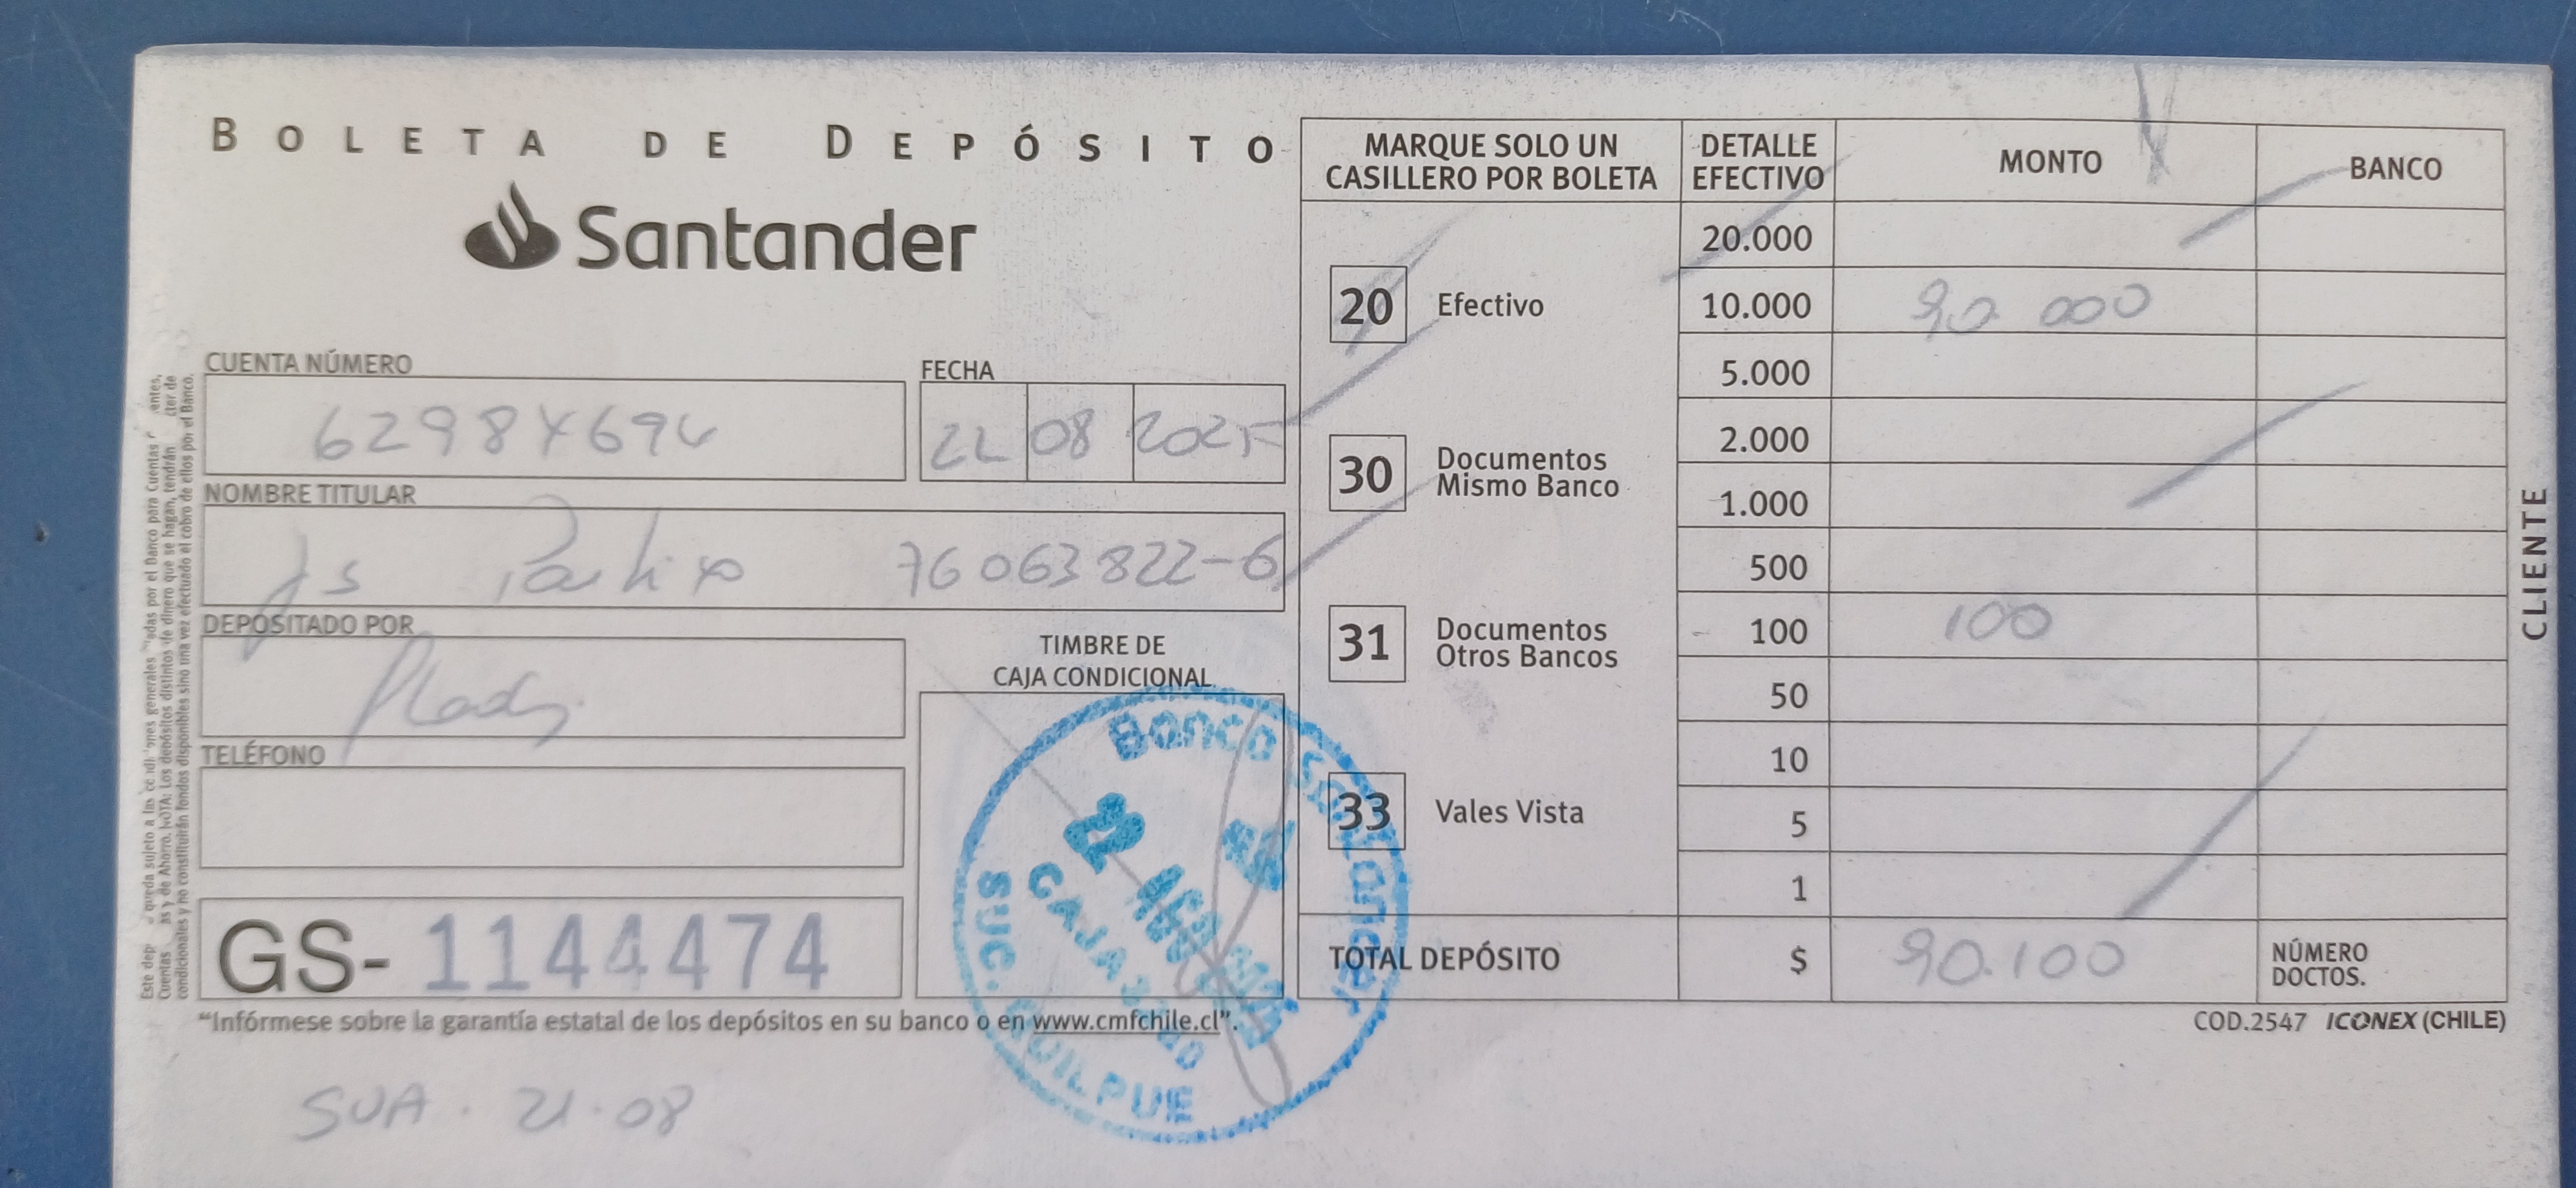 BOLETA DE DEPÓSITO
Santander
CUENTA NÚMERO
FECHA
22 08 2025
NOMBRE TITULAR
76063822-6
DEPOSITADO POR
TELÉFONO
TIMBRE DE
CAJA CONDICIONAL
GS-1144474
"Infórmese sobre la garantía estatal de los depósitos en su banco o en www.cmfchile.cl".
SUA. 21.08
Banco Santander
22 AGO
SUC. QUILPUE
MARQUE SOLO UN
CASILLERO POR BOLETA
20 Efectivo
30 Documentos
Mismo Banco
31 Documentos
Otros Bancos
33 Vales Vista
DETALLE
EFECTIVO
MONTO
BANCO
20.000
10.000 90.000
5.000
2.000
1.000
500
100 100
50
10
5
1
TOTAL DEPÓSITO $ 90.100
NÚMERO
DOCTOS.
CLIENTE
COD.2547 ICONEX (CHILE)